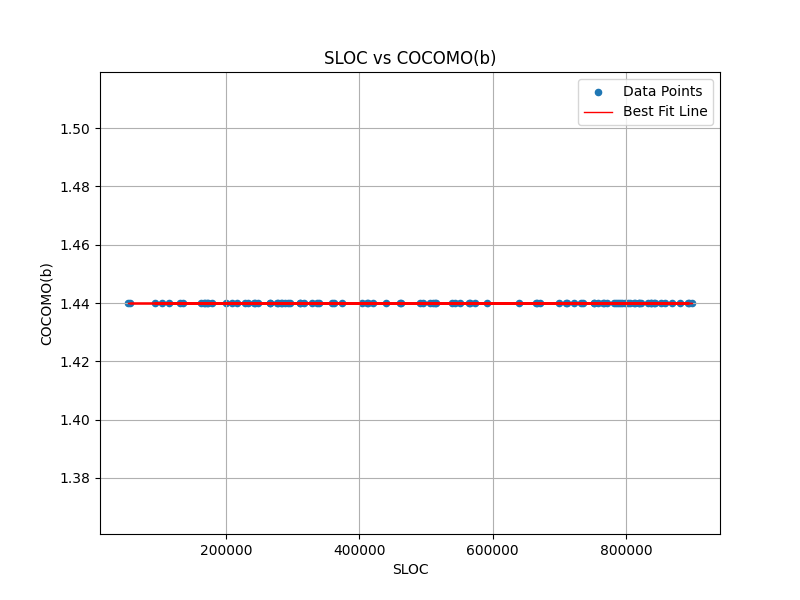 SLOC vs COCOMO(b)
Data Points
Best Fit Line
COCOMO(b)
1.50
1.48
1.46
1.44
1.42
1.40
1.38
200000 400000 600000 800000
SLOC